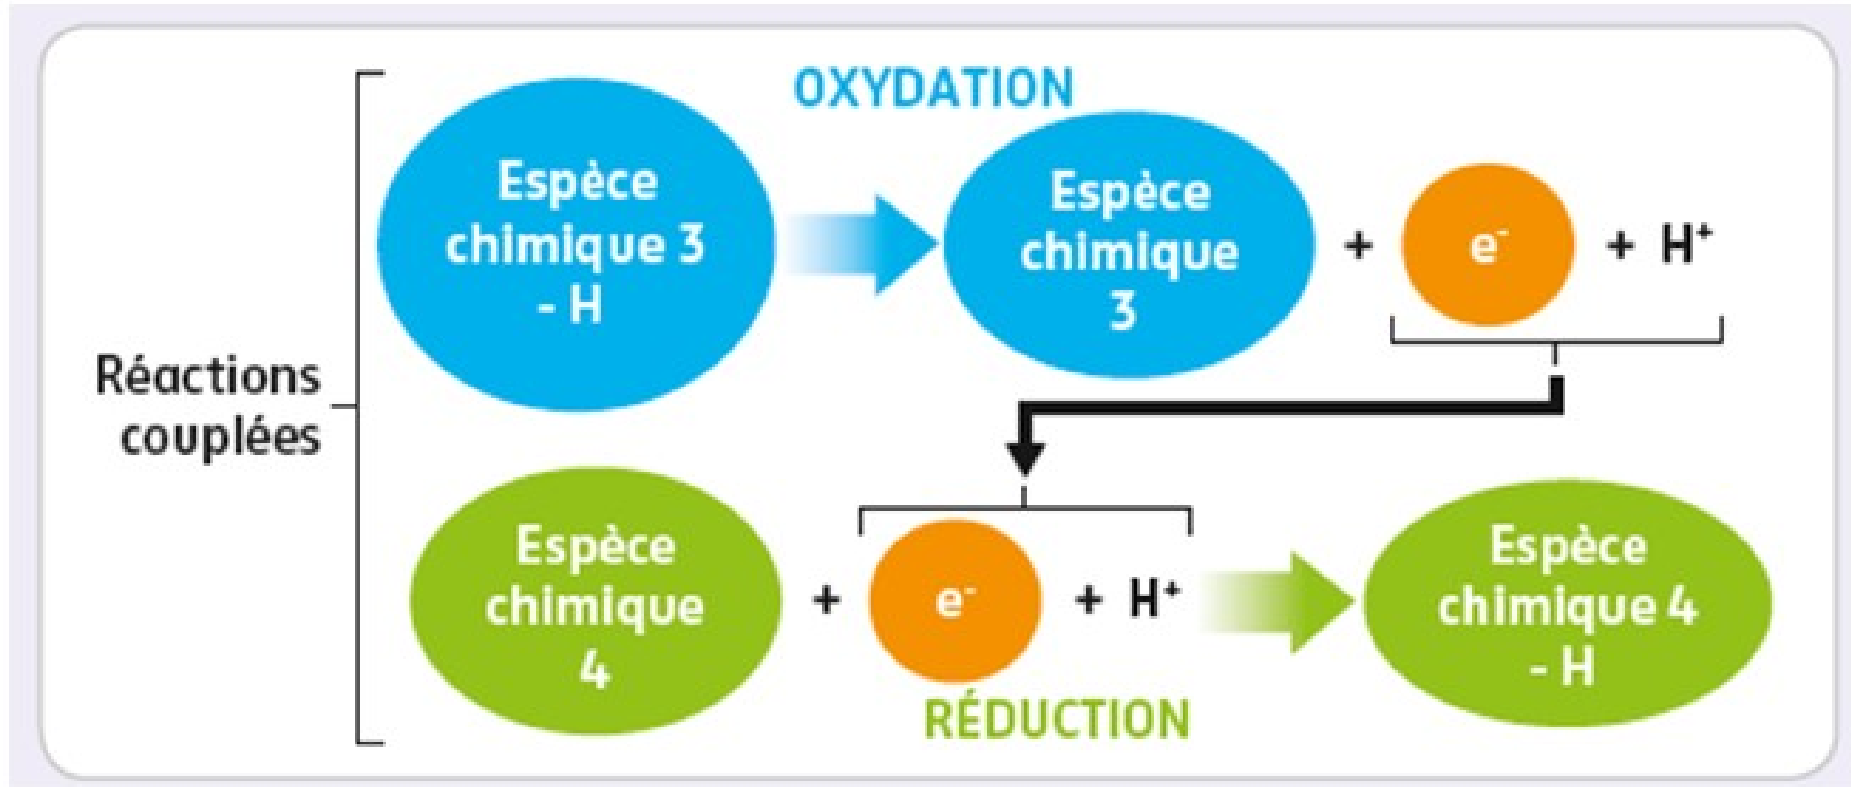 OXYDATION
Espèce
chimique 3
- H
Espèce
chimique
3
+ e⁻ + H⁺
Réactions
couplées
Espèce
chimique
4
+ e⁻ + H⁺
Espèce
chimique 4
- H
RÉDUCTION